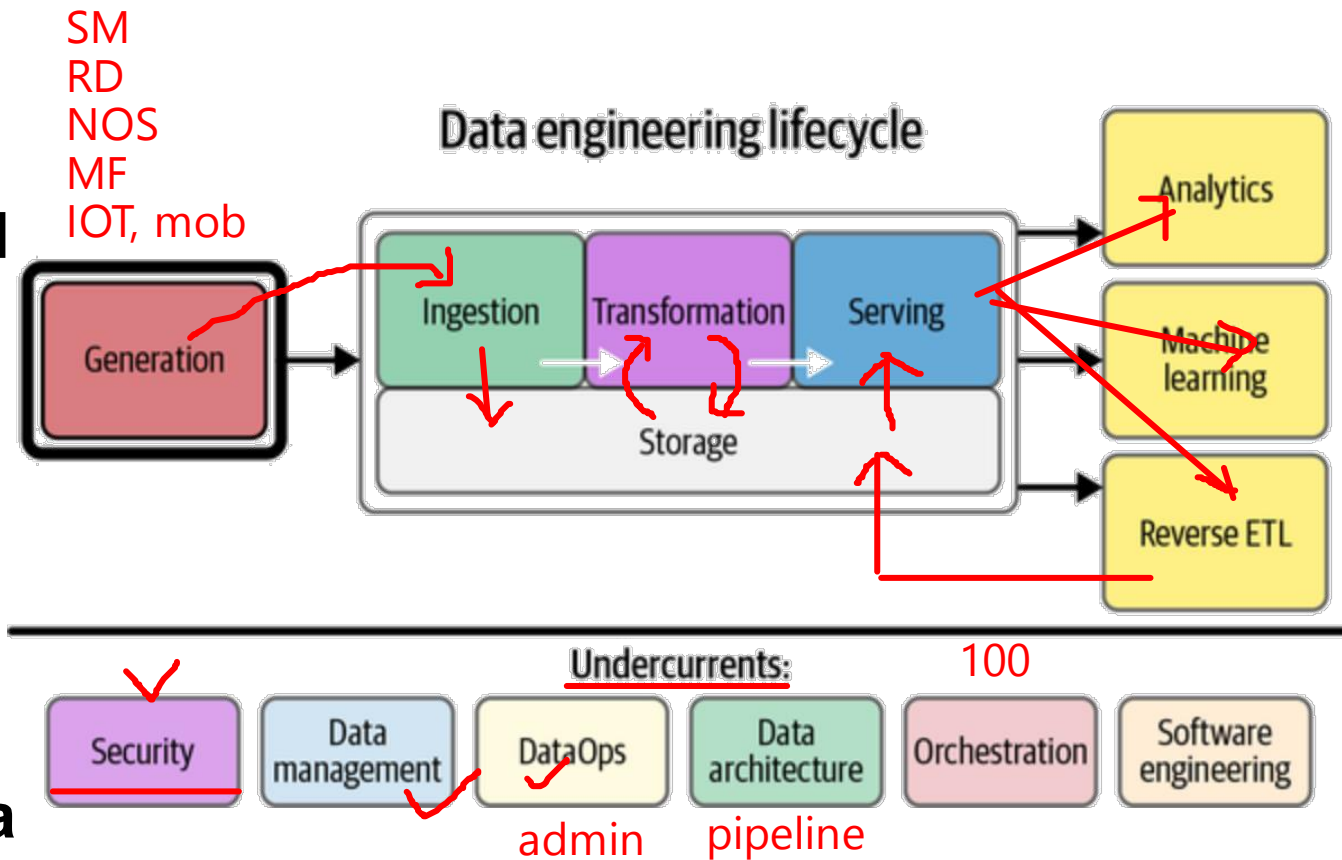 SM
RD
NOS
MF
IOT, mob
Data engineering lifecycle
Generation
Ingestion
Transformation
Serving
Storage
Analytics
Machine
learning
Reverse ETL
Undercurrents:
100
Security
Data
management
DataOps
Data
architecture
Orchestration
Software
engineering
a
admin
pipeline